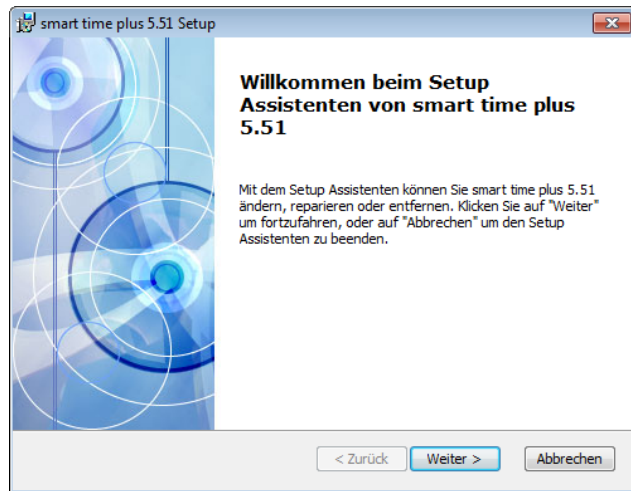 smart time plus 5.51 Setup
Willkommen beim Setup
Assistenten von smart time plus
5.51
Mit dem Setup Assistenten können Sie smart time plus 5.51
ändern, reparieren oder entfernen. Klicken Sie auf "Weiter"
um fortzufahren, oder auf "Abbrechen" um den Setup
Assistenten zu beenden.
< Zurück Weiter > Abbrechen